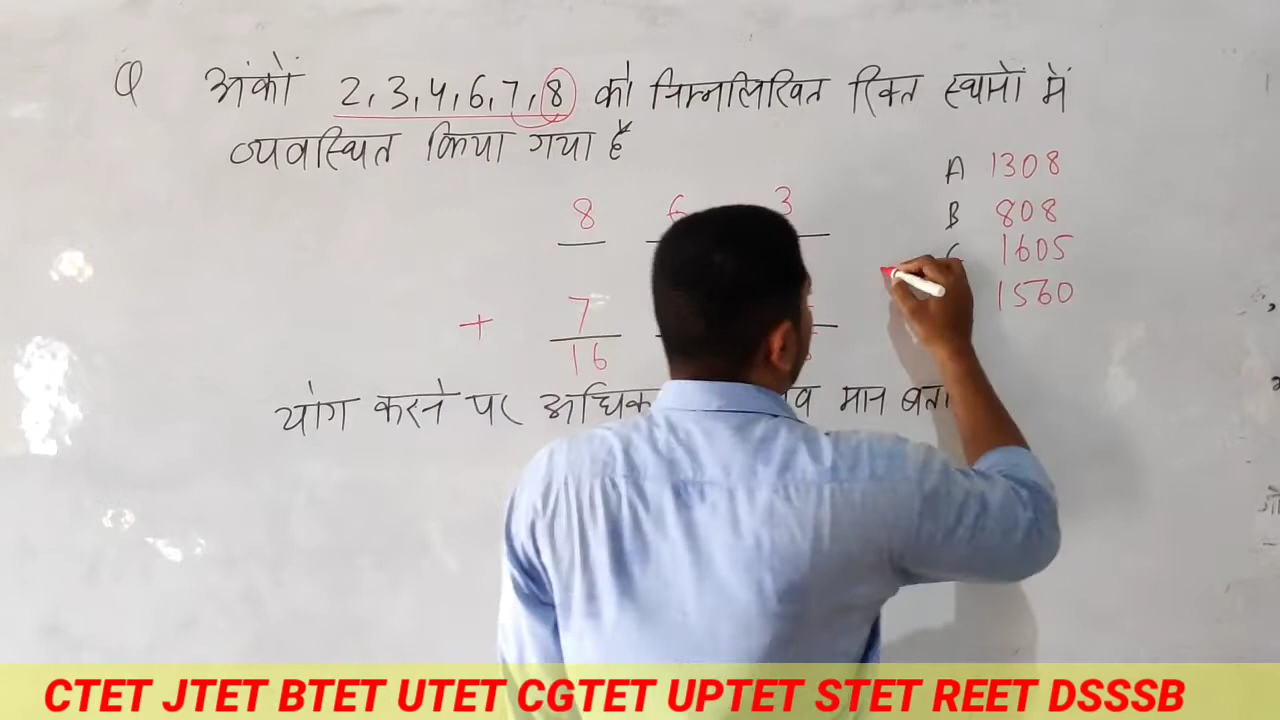 Q अंकों 2, 3, 4, 6, 7, 8 को निम्नलिखित रिक्त स्थानों में
व्यवस्थित किया गया है
A 1308
B 808
1605
1560
8 6 3
+ 7
16
योग करने पर अधिक मान बता
CTET JTET BTET UTET CGTET UPTET STET REET DSSSB